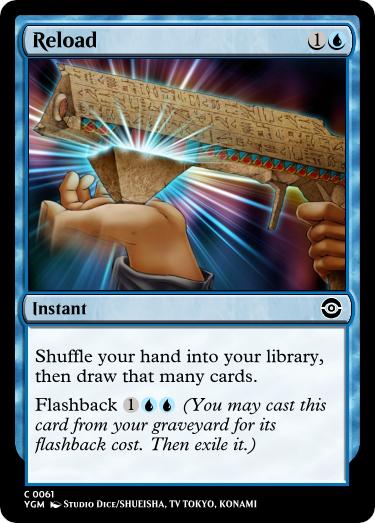 Reload 1
Instant
Shuffle your hand into your library,
then draw that many cards.
Flashback 1 (You may cast this
card from your graveyard for its
flashback cost. Then exile it.)
C 0061
YGM Studio Dice/SHUEISHA, TV TOKYO, KONAMI